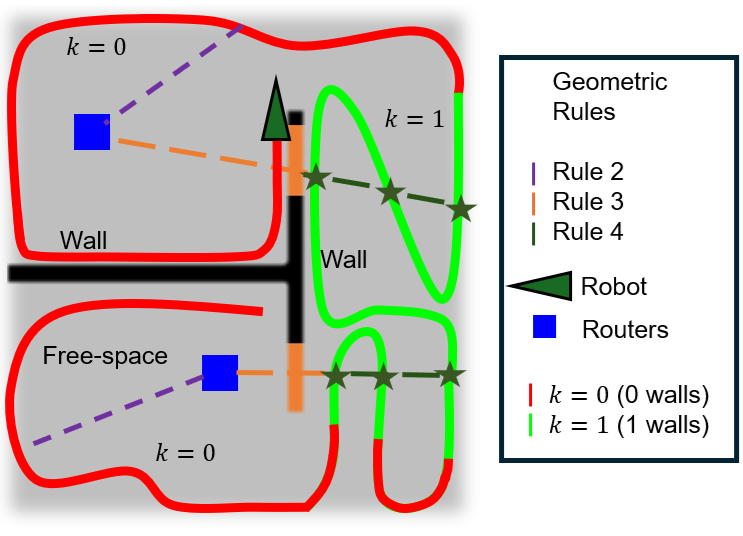 k = 0
k = 1
Wall
Wall
Free-space
k = 0
Geometric
Rules
Rule 2
Rule 3
Rule 4
Robot
Routers
k = 0 (0 walls)
k = 1 (1 walls)